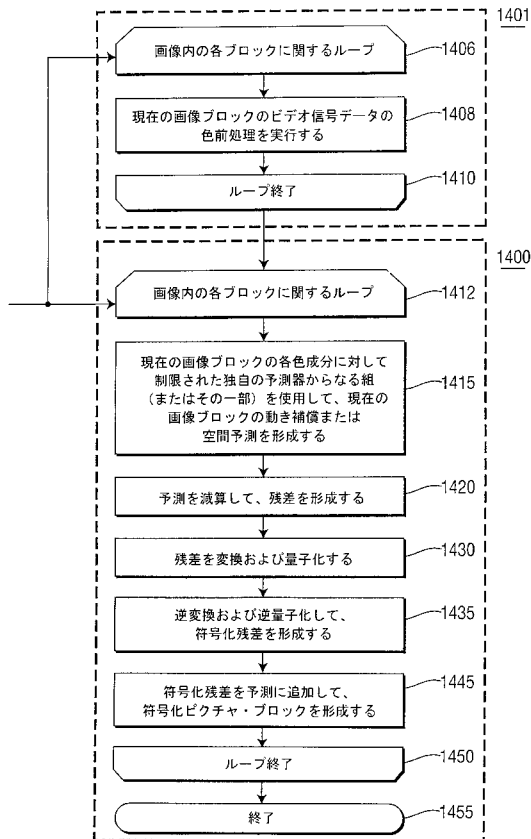 1401
画像内の各ブロックに関するループ
1406
現在の画像ブロックのビデオ信号データの
色前処理を実行する
1408
ループ終了
1410
1400
画像内の各ブロックに関するループ
1412
現在の画像ブロックの各色成分に対して
制限された独自の予測器からなる組
(またはその一部)を使用して、現在の
画像ブロックの動き補償または
空間予測を形成する
1415
予測を減算して、残差を形成する
1420
残差を変換および量子化する
1430
逆変換および逆量子化して、
符号化残差を形成する
1435
符号化残差を予測に追加して、
符号化ピクチャ・ブロックを形成する
1445
ループ終了
1450
終了
1455